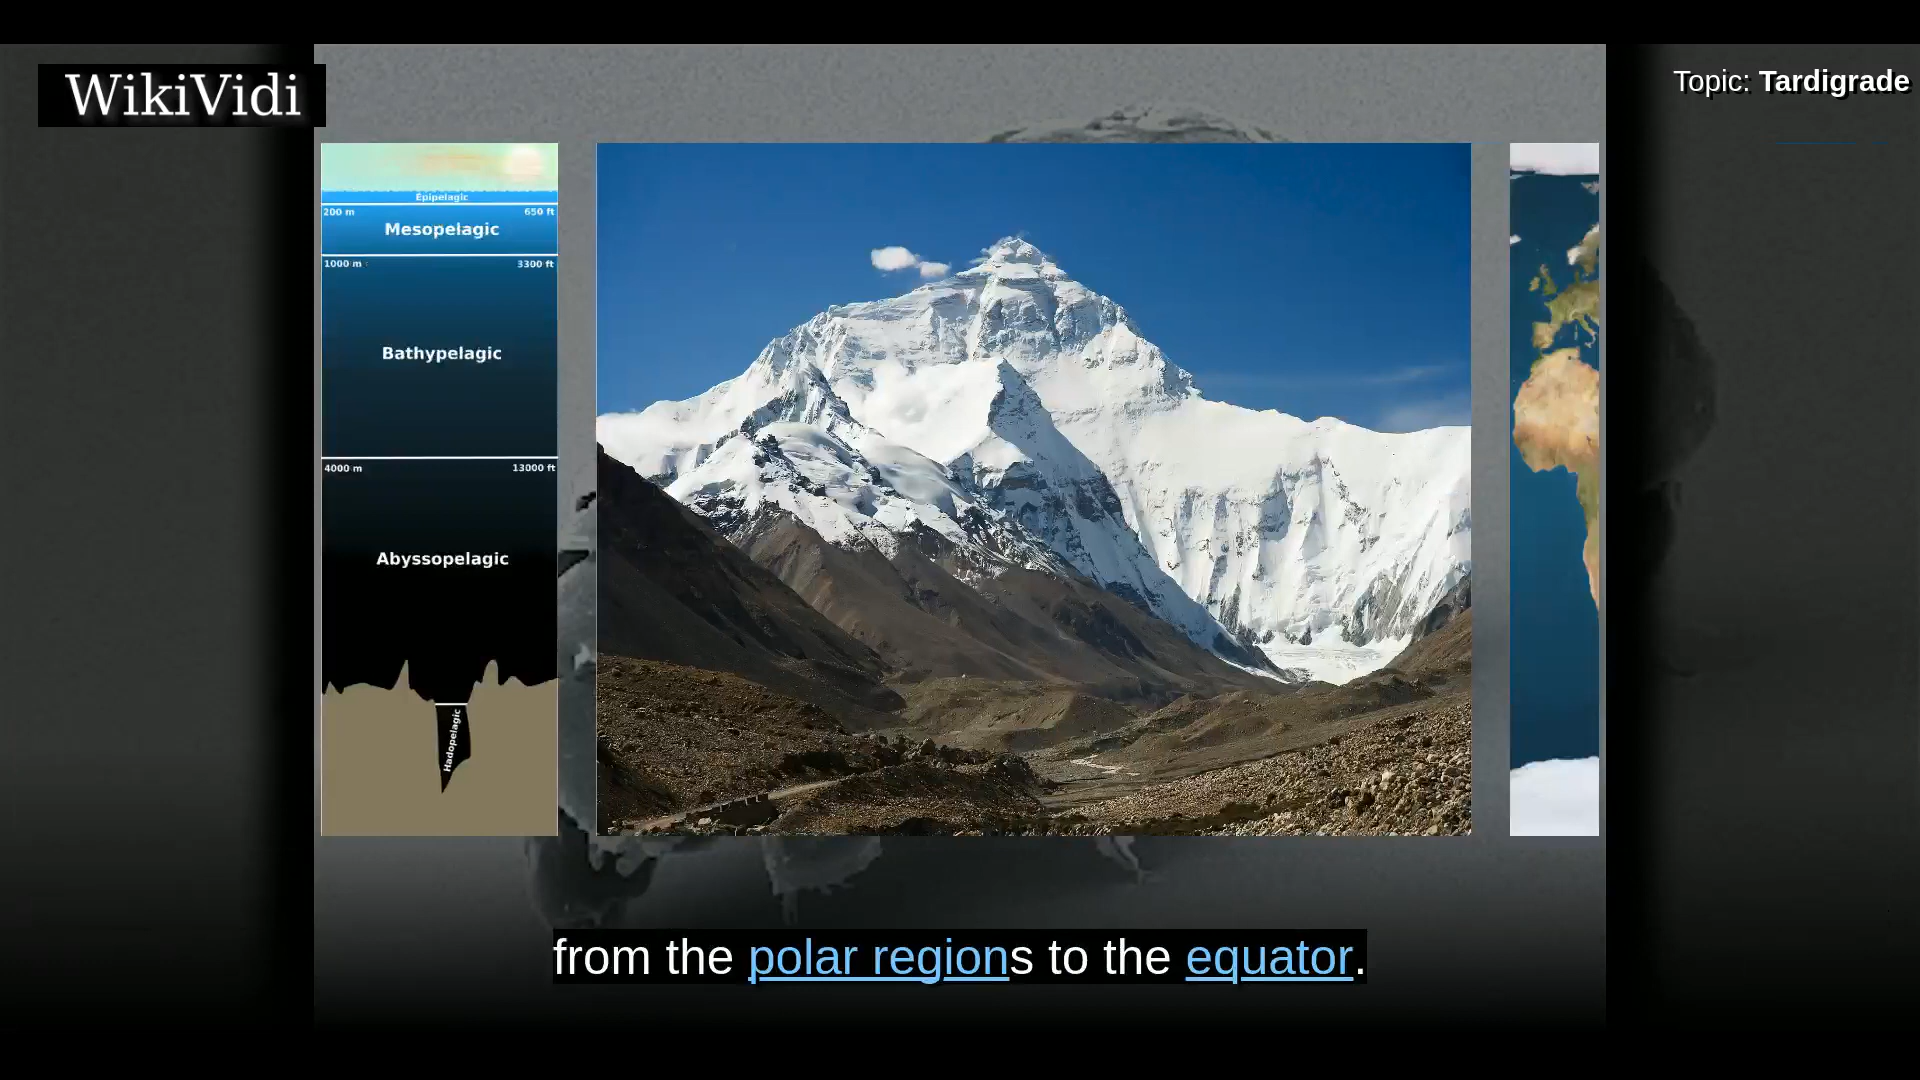 WikiVidi
Topic: Tardigrade
Epipelagic
200 m 650 ft
Mesopelagic
1000 m 3300 ft
Bathypelagic
4000 m 13000 ft
Abyssopelagic
Hadopelagic
from the polar regions to the equator.